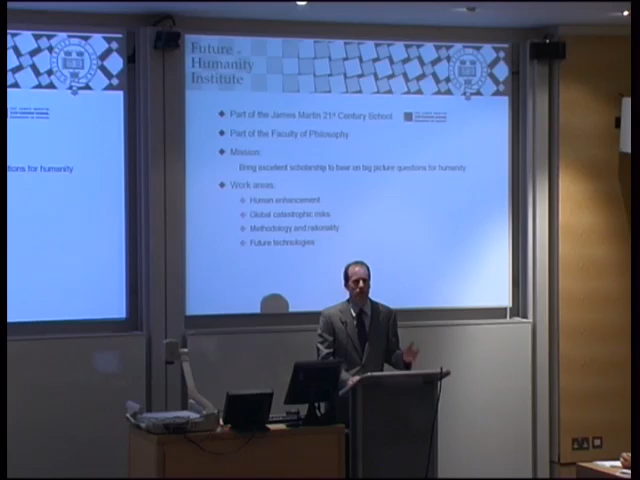 Future of
Humanity
Institute
Part of the James Martin 21st Century School
Part of the Faculty of Philosophy
Mission:
Bring excellent scholarship to bear on big picture questions for humanity
Work areas:
Human enhancement
Global catastrophic risks
Methodology and rationality
Future technologies
tions for humanity